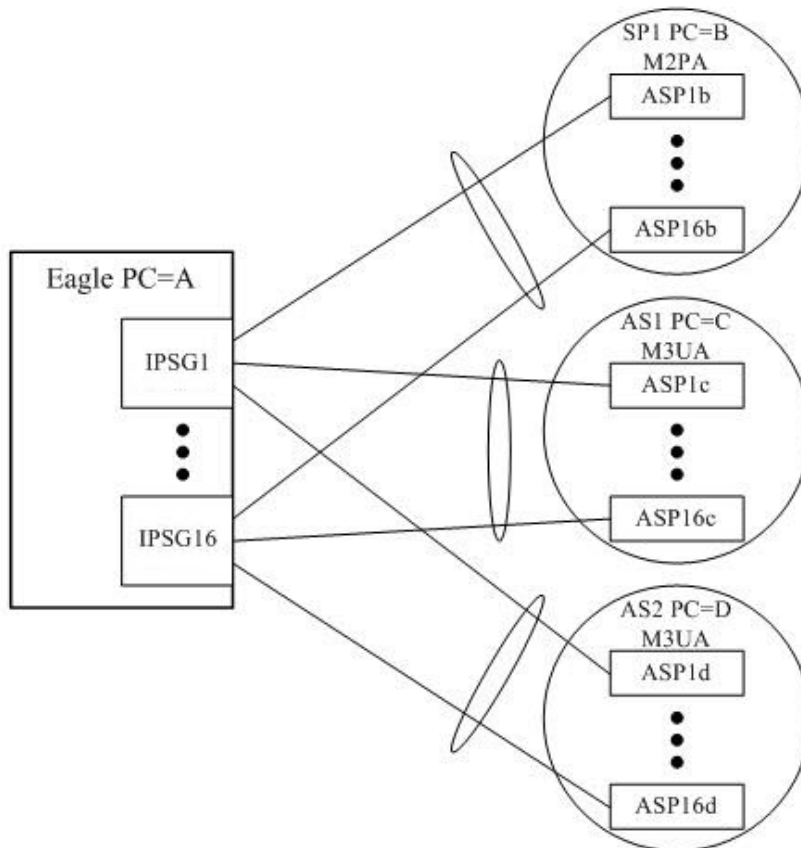 Eagle PC=A
IPSG1
IPSG16
SP1 PC=B
M2PA
ASP1b
ASP16b
AS1 PC=C
M3UA
ASP1c
ASP16c
AS2 PC=D
M3UA
ASP1d
ASP16d